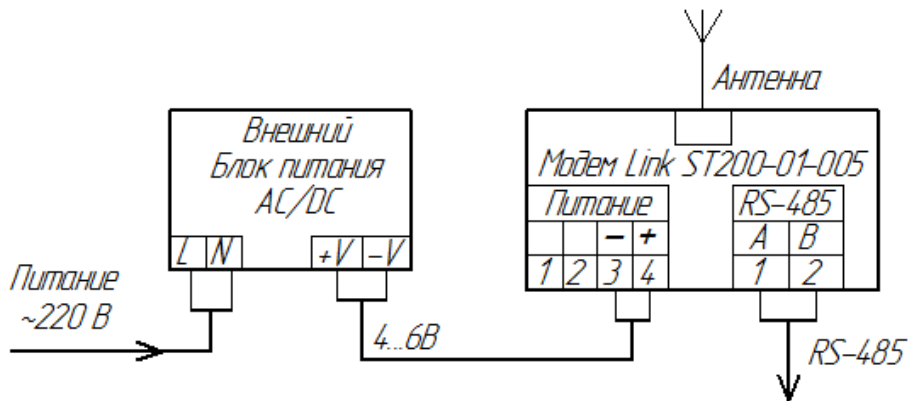 Антенна
Внешний
Блок питания
AC/DC
L N +V –V
Модем Link ST200-01-005
Питание RS-485
– + A B
1 2 3 4 1 2
Питание
~220 В
4...6В
RS-485